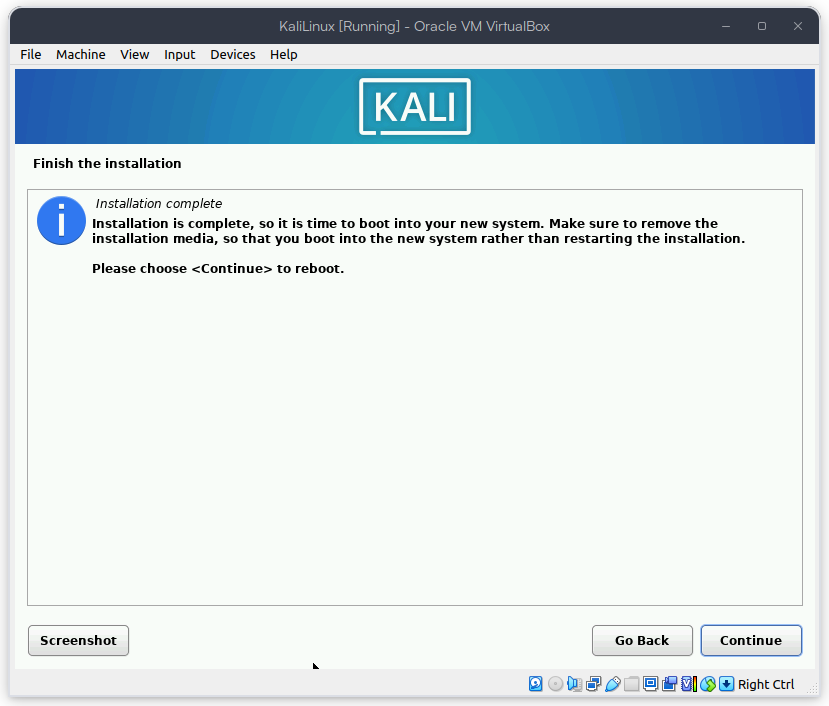 KaliLinux [Running] - Oracle VM VirtualBox
File Machine View Input Devices Help
KALI
Finish the installation
Installation complete
Installation is complete, so it is time to boot into your new system. Make sure to remove the
installation media, so that you boot into the new system rather than restarting the installation.
Please choose <Continue> to reboot.
Screenshot Go Back Continue
Right Ctrl